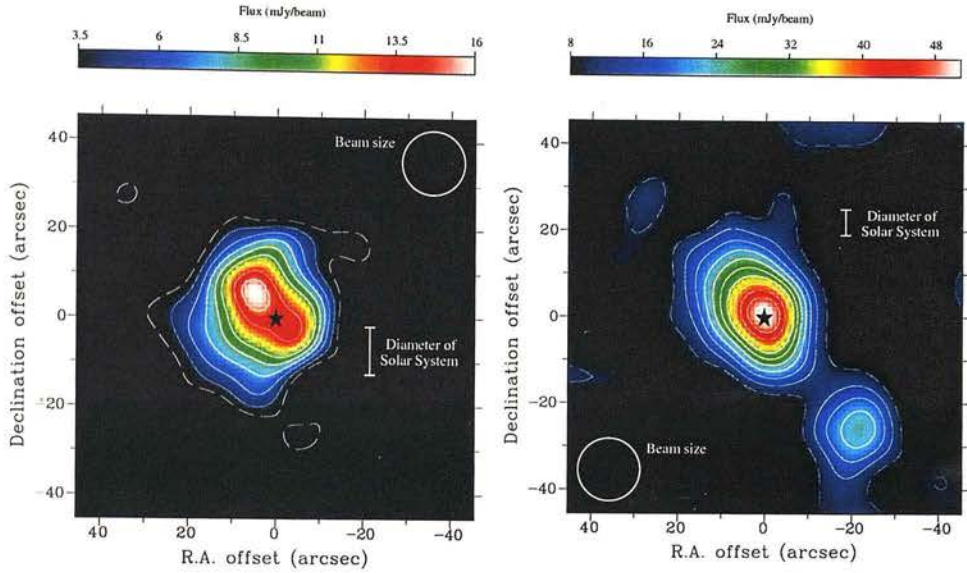 Flux (mJy/beam)
3.5 6 8.5 11 13.5 16
Beam size
Diameter of
Solar System
40
20
0
−20
−40
Declination offset (arcsec)
40 20 0 −20 −40
R.A. offset (arcsec)
Flux (mJy/beam)
8 16 24 32 40 48
Diameter of
Solar System
Beam size
40
20
0
−20
−40
Declination offset (arcsec)
40 20 0 −20 −40
R.A. offset (arcsec)